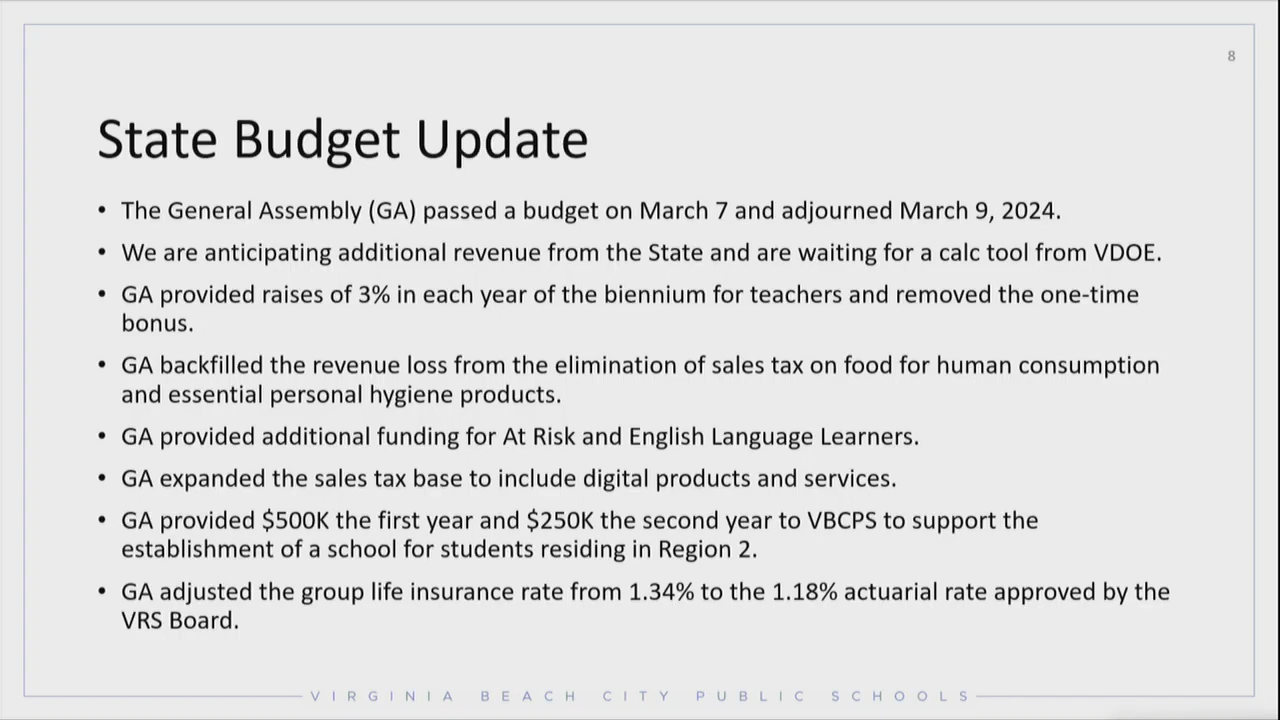 8
State Budget Update
• The General Assembly (GA) passed a budget on March 7 and adjourned March 9, 2024.
• We are anticipating additional revenue from the State and are waiting for a calc tool from VDOE.
• GA provided raises of 3% in each year of the biennium for teachers and removed the one-time
bonus.
• GA backfilled the revenue loss from the elimination of sales tax on food for human consumption
and essential personal hygiene products.
• GA provided additional funding for At Risk and English Language Learners.
• GA expanded the sales tax base to include digital products and services.
• GA provided $500K the first year and $250K the second year to VBCPS to support the
establishment of a school for students residing in Region 2.
• GA adjusted the group life insurance rate from 1.34% to the 1.18% actuarial rate approved by the
VRS Board.
VIRGINIA BEACH CITY PUBLIC SCHOOLS